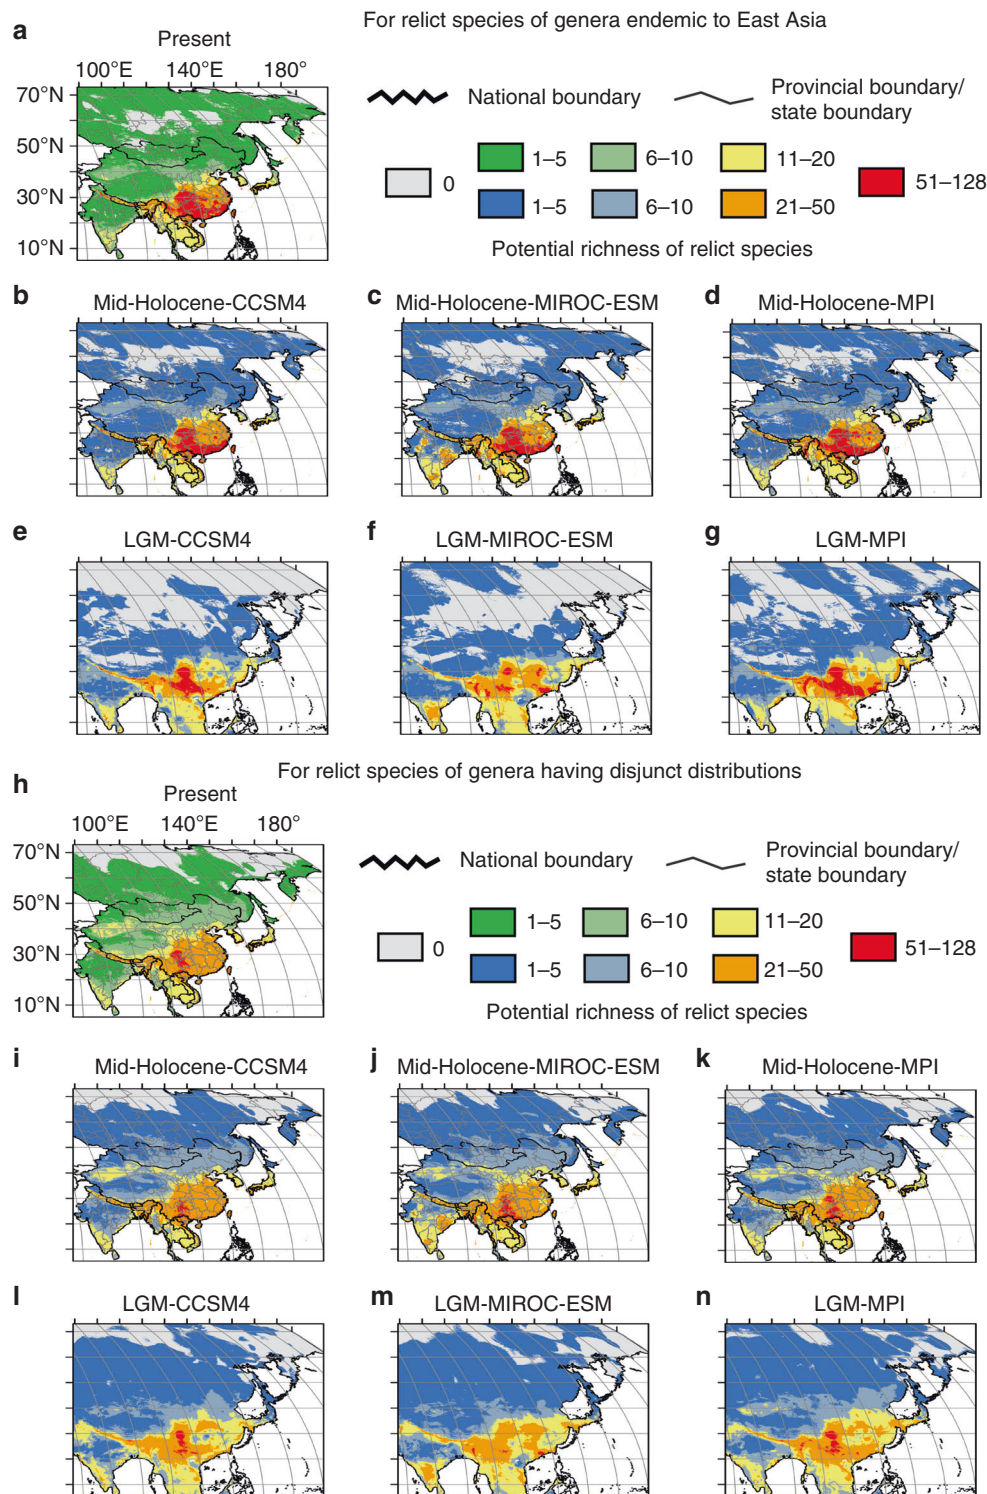 a
For relict species of genera endemic to East Asia
Present
100°E 140°E 180°
70°N
50°N
30°N
10°N
National boundary
Provincial boundary/
state boundary
0
1–5
6–10
11–20
51–128
1–5
6–10
21–50
Potential richness of relict species
b
Mid-Holocene-CCSM4
c
Mid-Holocene-MIROC-ESM
d
Mid-Holocene-MPI
e
LGM-CCSM4
f
LGM-MIROC-ESM
g
LGM-MPI
h
For relict species of genera having disjunct distributions
Present
100°E 140°E 180°
70°N
50°N
30°N
10°N
National boundary
Provincial boundary/
state boundary
0
1–5
6–10
11–20
51–128
1–5
6–10
21–50
Potential richness of relict species
i
Mid-Holocene-CCSM4
j
Mid-Holocene-MIROC-ESM
k
Mid-Holocene-MPI
l
LGM-CCSM4
m
LGM-MIROC-ESM
n
LGM-MPI